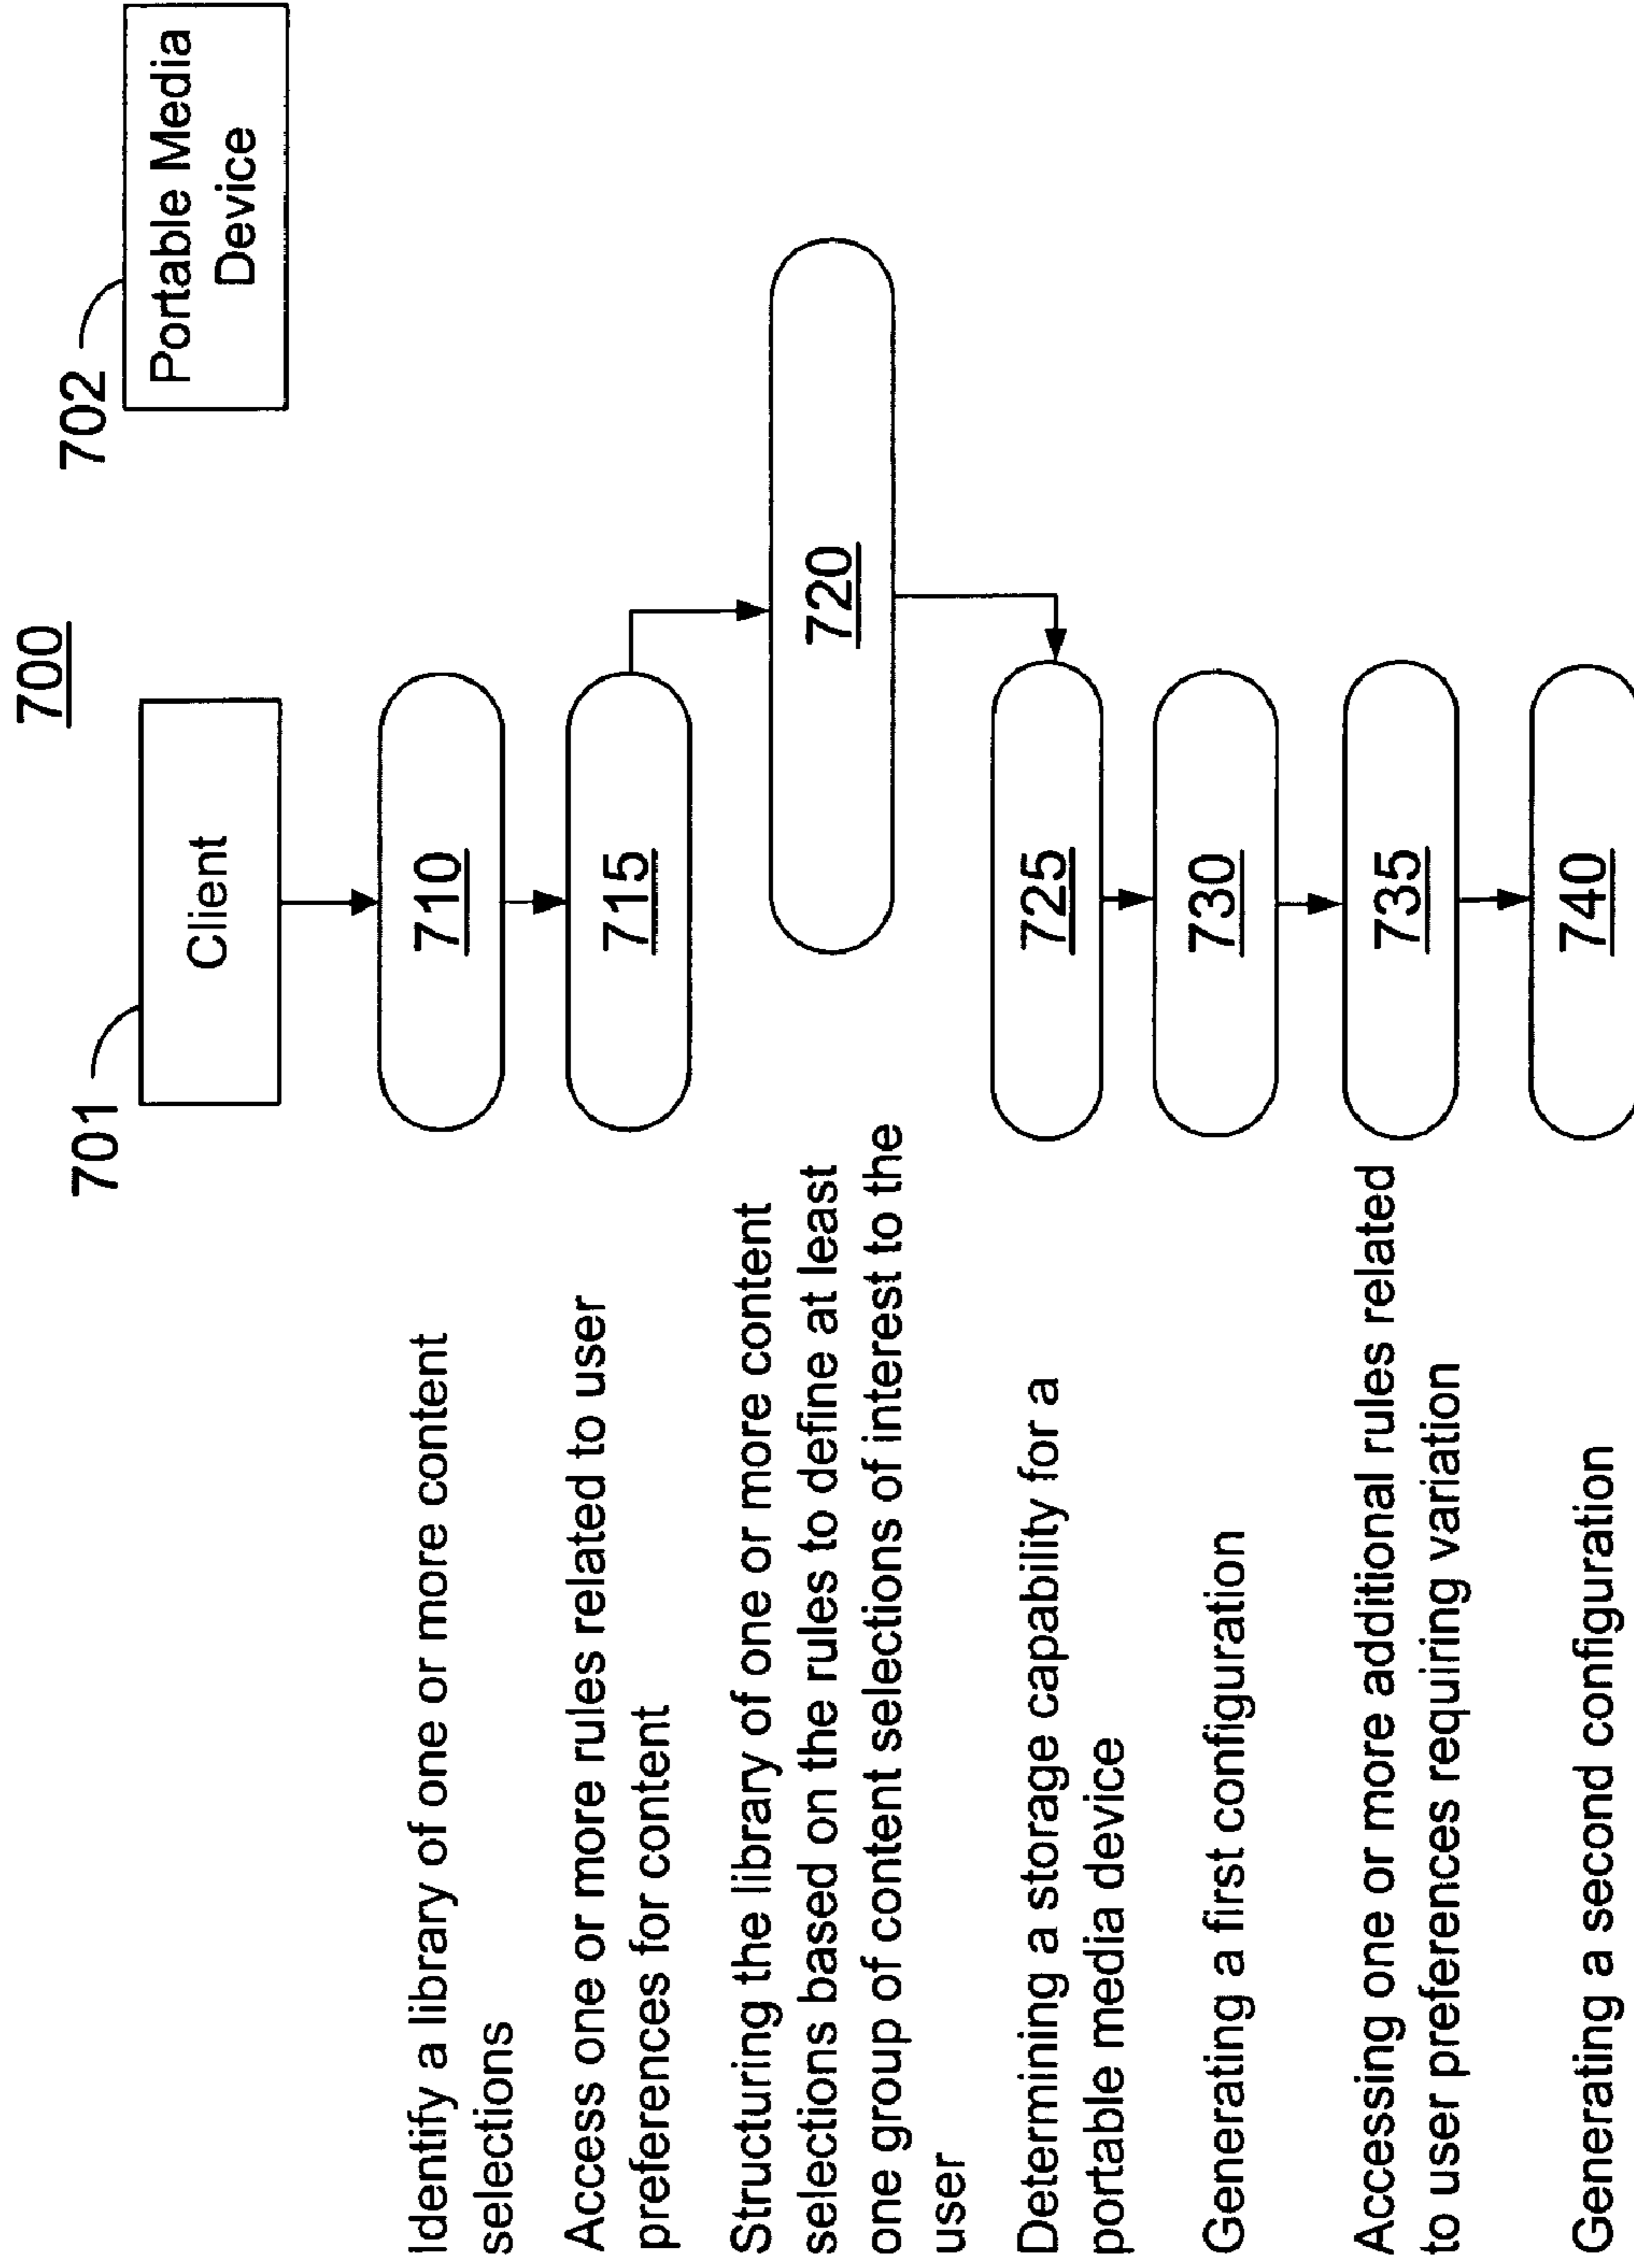 700
701
Client
702
Portable Media
Device
Identify a library of one or more content
selections
710
Access one or more rules related to user
preferences for content
715
Structuring the library of one or more content
selections based on the rules to define at least
one group of content selections of interest to the
user
720
Determining a storage capability for a
portable media device
725
Generating a first configuration
730
Accessing one or more additional rules related
to user preferences requiring variation
735
Generating a second configuration
740